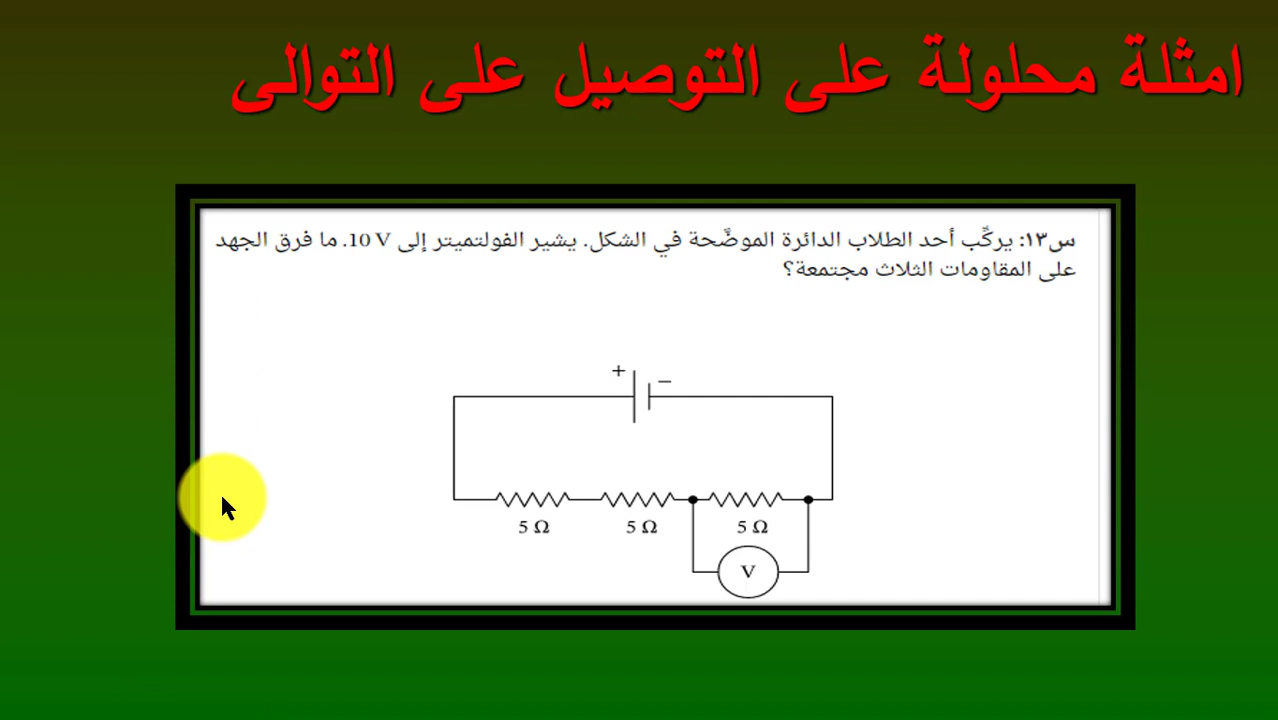 امثلة محلولة على التوصيل على التوالى
س١٣: يركِّب أحد الطلاب الدائرة الموضَّحة في الشكل. يشير الفولتميتر إلى 10 V. ما فرق الجهد
على المقاومات الثلاث مجتمعة؟
+ −
5 Ω 5 Ω 5 Ω
V